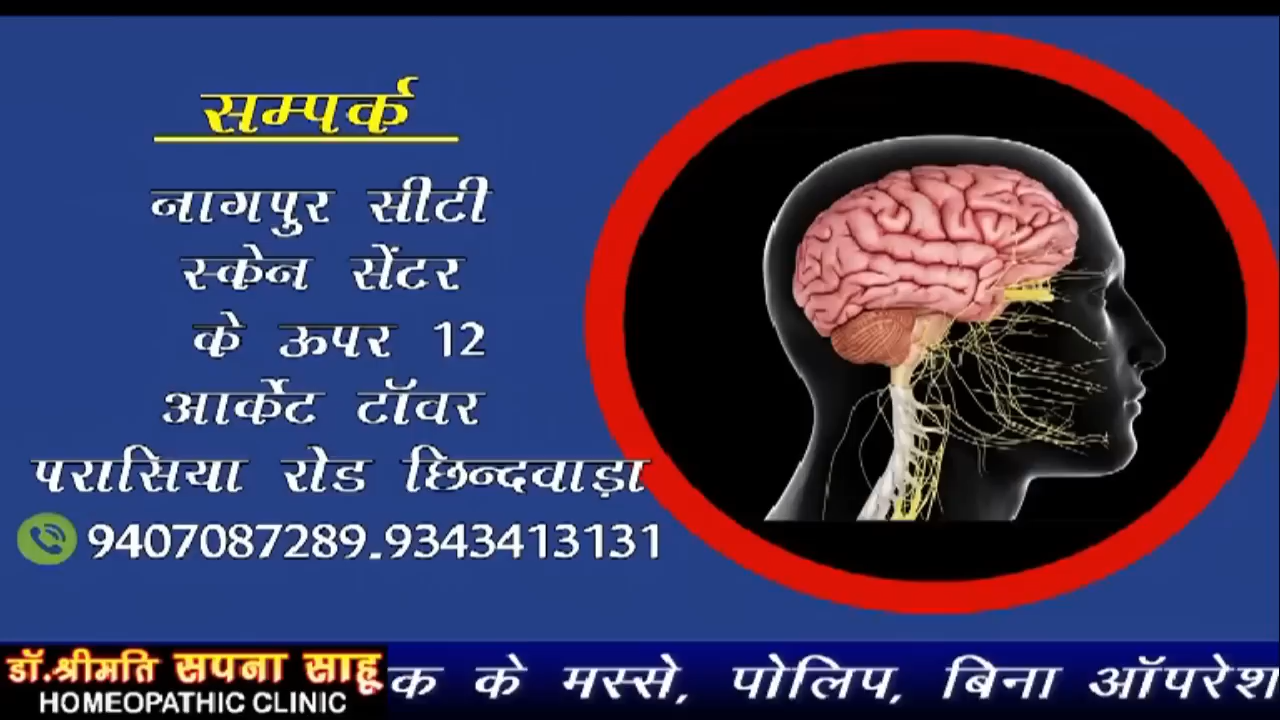 सम्पर्क
नागपुर सीटी
स्केन सेंटर
के ऊपर 12
आर्केट टॉवर
परासिया रोड छिन्दवाड़ा
9407087289,9343413131
डॉ.श्रीमति सपना साहू
HOMEOPATHIC CLINIC
क के मस्से, पोलिप, बिना ऑपरेश